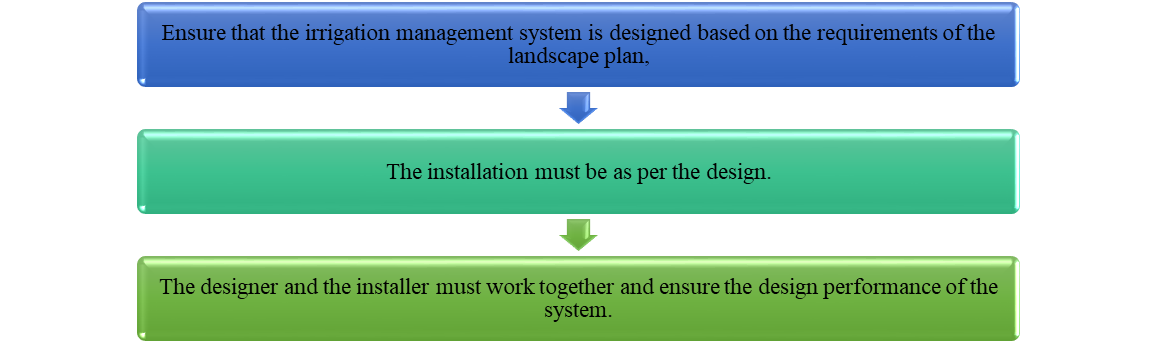 Ensure that the irrigation management system is designed based on the requirements of the
landscape plan,
The installation must be as per the design.
The designer and the installer must work together and ensure the design performance of the
system.